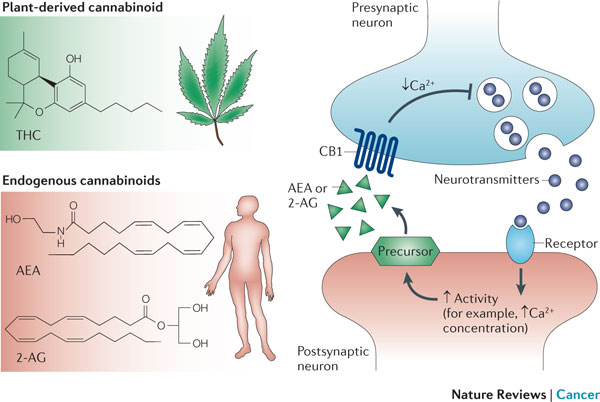 Plant-derived cannabinoid
OH
O
THC
Endogenous cannabinoids
HO
O
N
H
AEA
O
O
OH
OH
2-AG
Presynaptic
neuron
↓Ca²⁺
CB1
AEA or
2-AG
Neurotransmitters
Precursor
Receptor
↑ Activity
(for example, ↑Ca²⁺
concentration)
Postsynaptic
neuron
Nature Reviews | Cancer